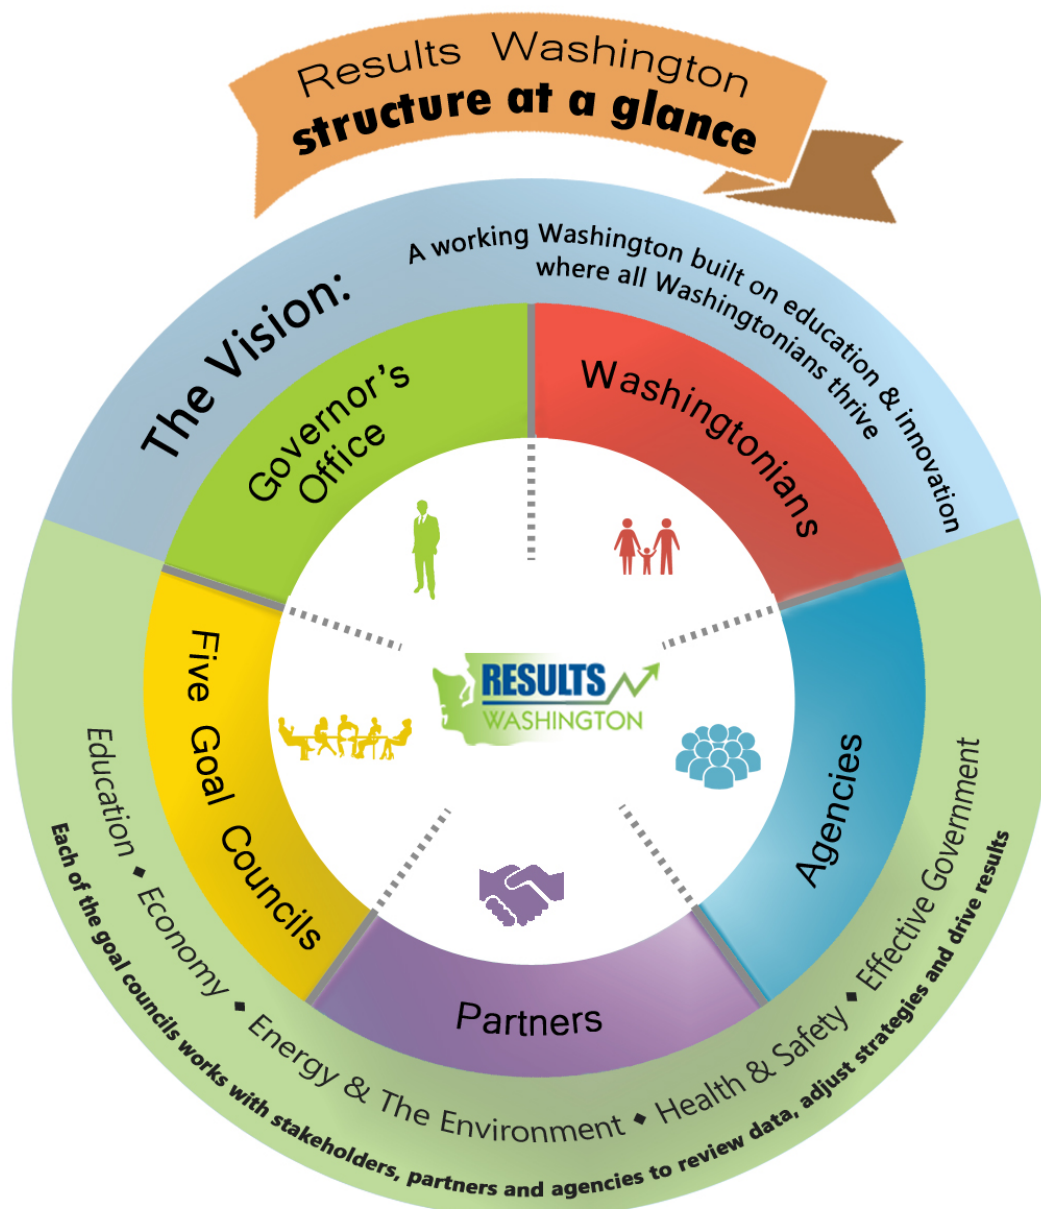 Results Washington
structure at a glance
The Vision:
A working Washington built on education & innovation
where all Washingtonians thrive
Governor's
Office
Washingtonians
Five Goal Councils
Agencies
Partners
RESULTS
WASHINGTON
Education ◆ Economy ◆ Energy & The Environment ◆ Health & Safety ◆ Effective Government
Each of the goal councils works with stakeholders, partners and agencies to review data, adjust strategies and drive results